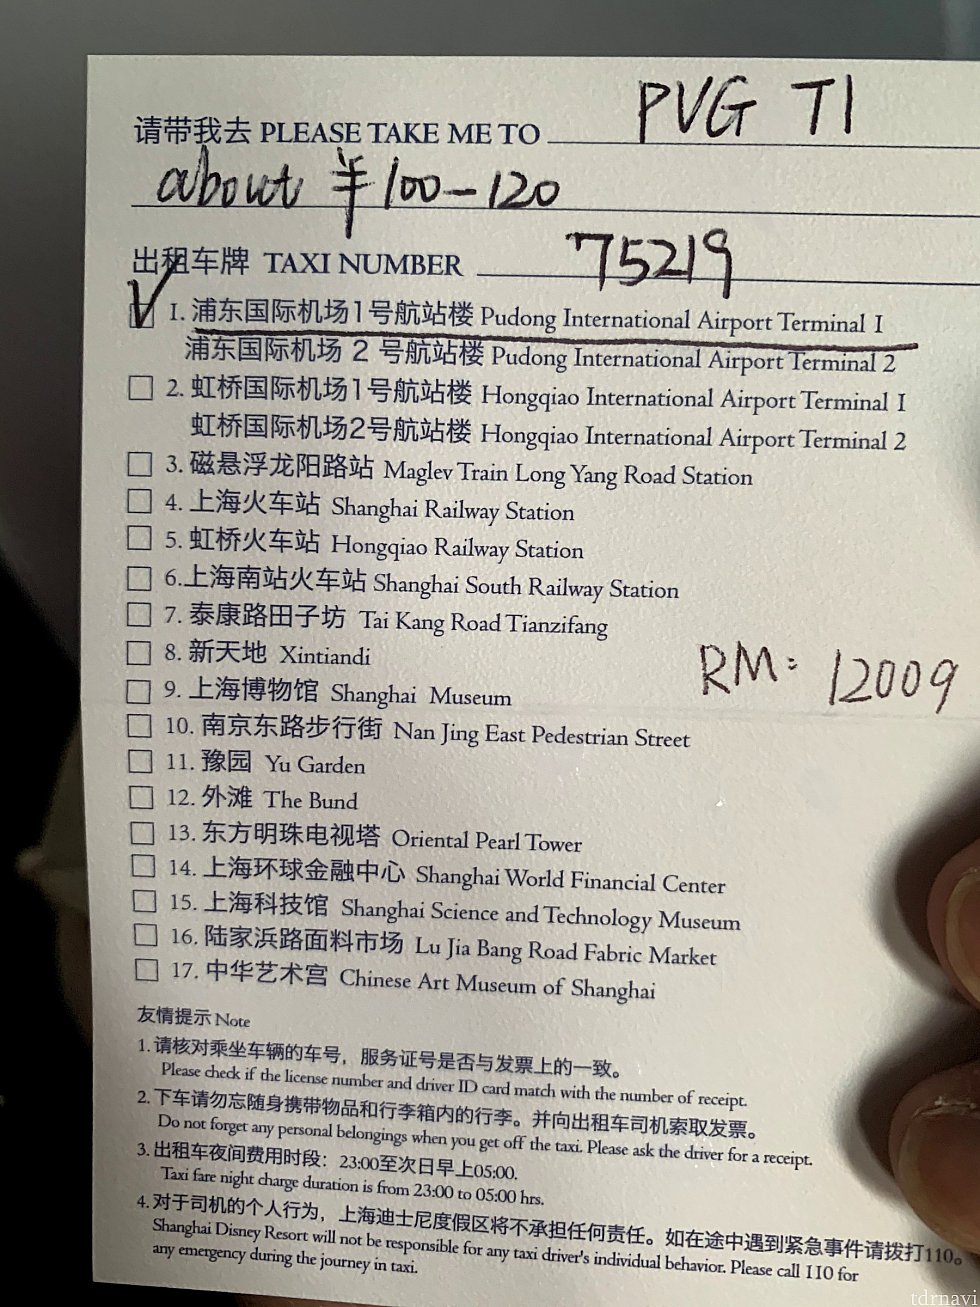 请带我去 PLEASE TAKE ME TO PVG T1
about ¥100-120
出租车牌 TAXI NUMBER 75219
1. 浦东国际机场1号航站楼 Pudong International Airport Terminal 1
浦东国际机场 2 号航站楼 Pudong International Airport Terminal 2
2. 虹桥国际机场1号航站楼 Hongqiao International Airport Terminal 1
虹桥国际机场2号航站楼 Hongqiao International Airport Terminal 2
3. 磁悬浮龙阳路站 Maglev Train Long Yang Road Station
4. 上海火车站 Shanghai Railway Station
5. 虹桥火车站 Hongqiao Railway Station
6.上海南站火车站 Shanghai South Railway Station
7. 泰康路田子坊 Tai Kang Road Tianzifang
8. 新天地 Xintiandi
RM: 12009
9. 上海博物馆 Shanghai Museum
10. 南京东路步行街 Nan Jing East Pedestrian Street
11. 豫园 Yu Garden
12. 外滩 The Bund
13. 东方明珠电视塔 Oriental Pearl Tower
14. 上海环球金融中心 Shanghai World Financial Center
15. 上海科技馆 Shanghai Science and Technology Museum
16. 陆家浜路面料市场 Lu Jia Bang Road Fabric Market
17. 中华艺术宫 Chinese Art Museum of Shanghai
友情提示 Note
1. 请核对乘坐车辆的车号，服务证号是否与发票上的一致。
Please check if the license number and driver ID card match with the number of receipt.
2. 下车请勿忘随身携带物品和行李箱内的行李。并向出租车司机索取发票。
Do not forget any personal belongings when you get off the taxi. Please ask the driver for a receipt.
3. 出租车夜间费用时段：23:00至次日早上05:00.
Taxi fare night charge duration is from 23:00 to 05:00 hrs.
4. 对于司机的个人行为，上海迪士尼度假区将不承担任何责任。如在途中遇到紧急事件请拨打110。
Shanghai Disney Resort will not be responsible for any taxi driver's individual behavior. Please call 110 for
any emergency during the journey in taxi.
tdrnavi